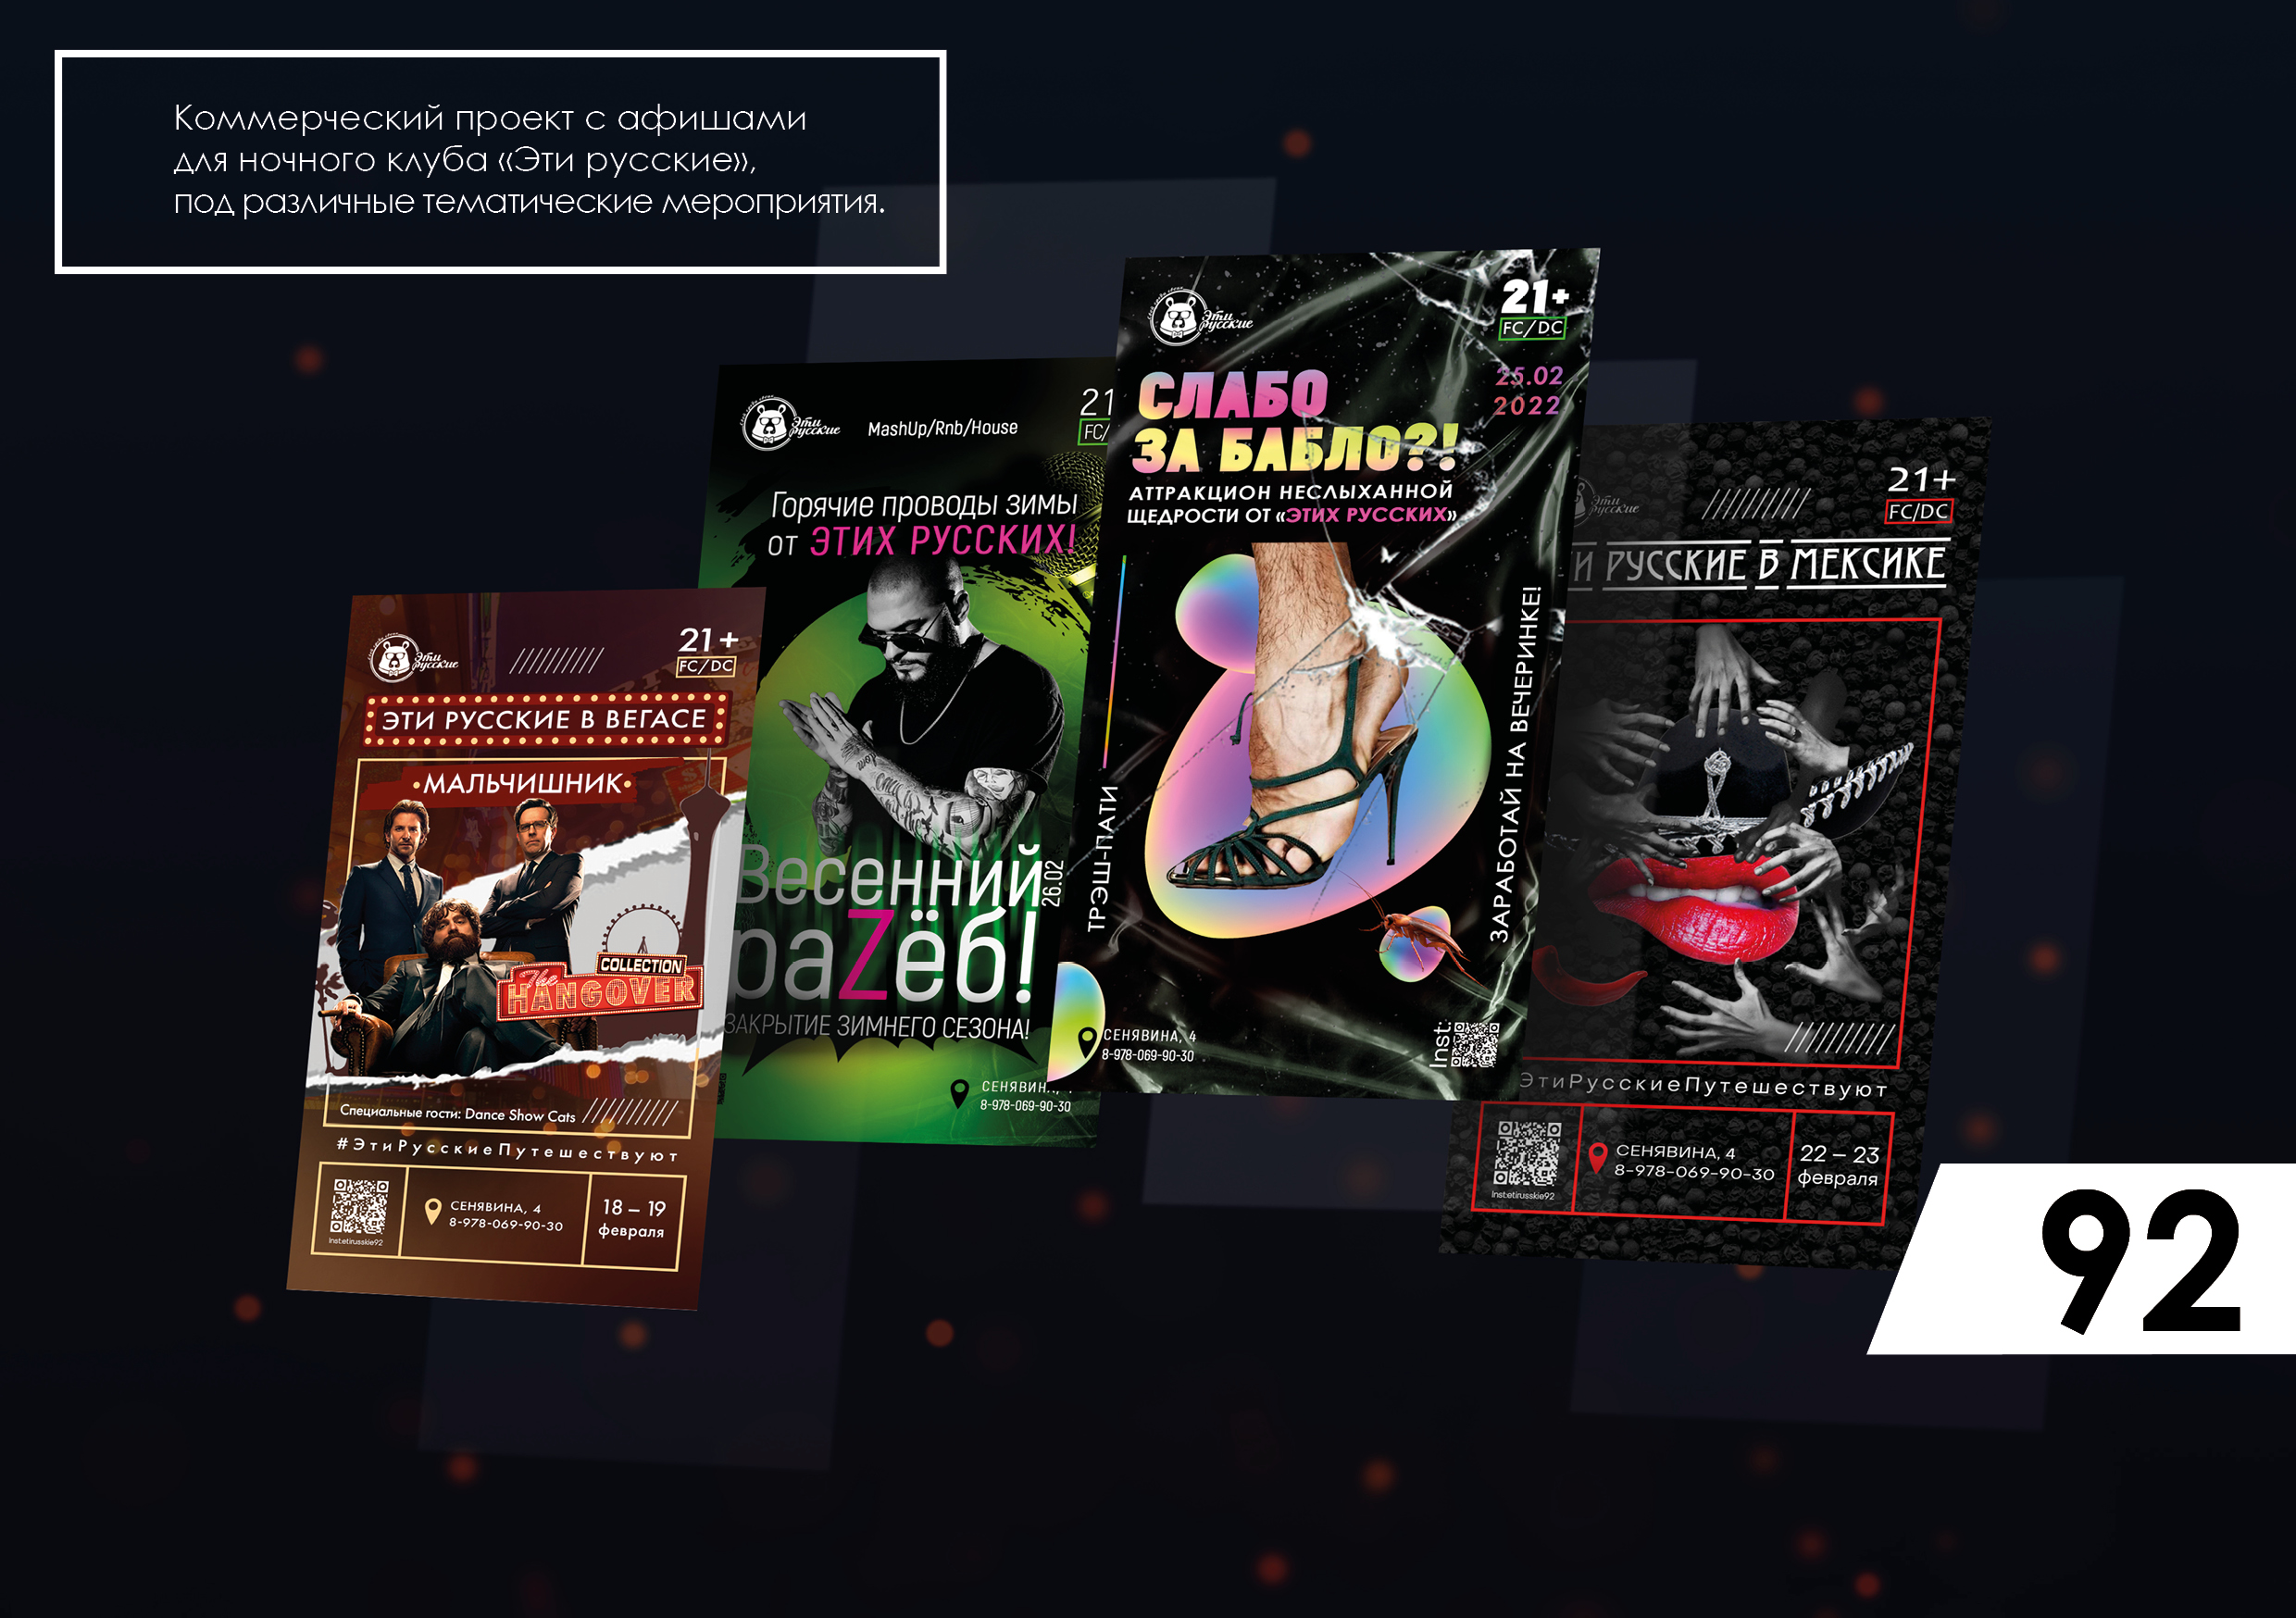 Коммерческий проект с афишами
для ночного клуба «Эти русские»,
под различные тематические мероприятия.
Эти
русские
21+
FC/DC
ЭТИ РУССКИЕ В ВЕГАСЕ
•МАЛЬЧИШНИК•
COLLECTION
The
HANGOVER
Специальные гости: Dance Show Cats
#ЭтиРусскиеПутешествуют
Inst.etirusskie92
СЕНЯВИНА, 4
8-978-069-90-30
18 – 19
февраля
Эти
русские
MashUp/Rnb/House
21
FC/
Горячие проводы зимы
от ЭТИХ РУССКИХ!
Весенний
26.02
раZёб!
ЗАКРЫТИЕ ЗИМНЕГО СЕЗОНА!
СЕНЯВИН
8-978-069-90-30
Эти
русские
21+
FC/DC
25.02
2022
СЛАБО
ЗА БАБЛО?!
АТТРАКЦИОН НЕСЛЫХАННОЙ
ЩЕДРОСТИ ОТ «ЭТИХ РУССКИХ»
ТРЭШ-ПАТИ
ЗАРАБОТАЙ НА ВЕЧЕРИНКЕ!
СЕНЯВИНА, 4
8-978-069-90-30
Inst:
Эти
русские
21+
FC/DC
И РУССКИЕ В МЕКСИКЕ
ЭтиРусскиеПутешествуют
Inst.etirusskie92
СЕНЯВИНА, 4
8-978-069-90-30
22 – 23
февраля
92